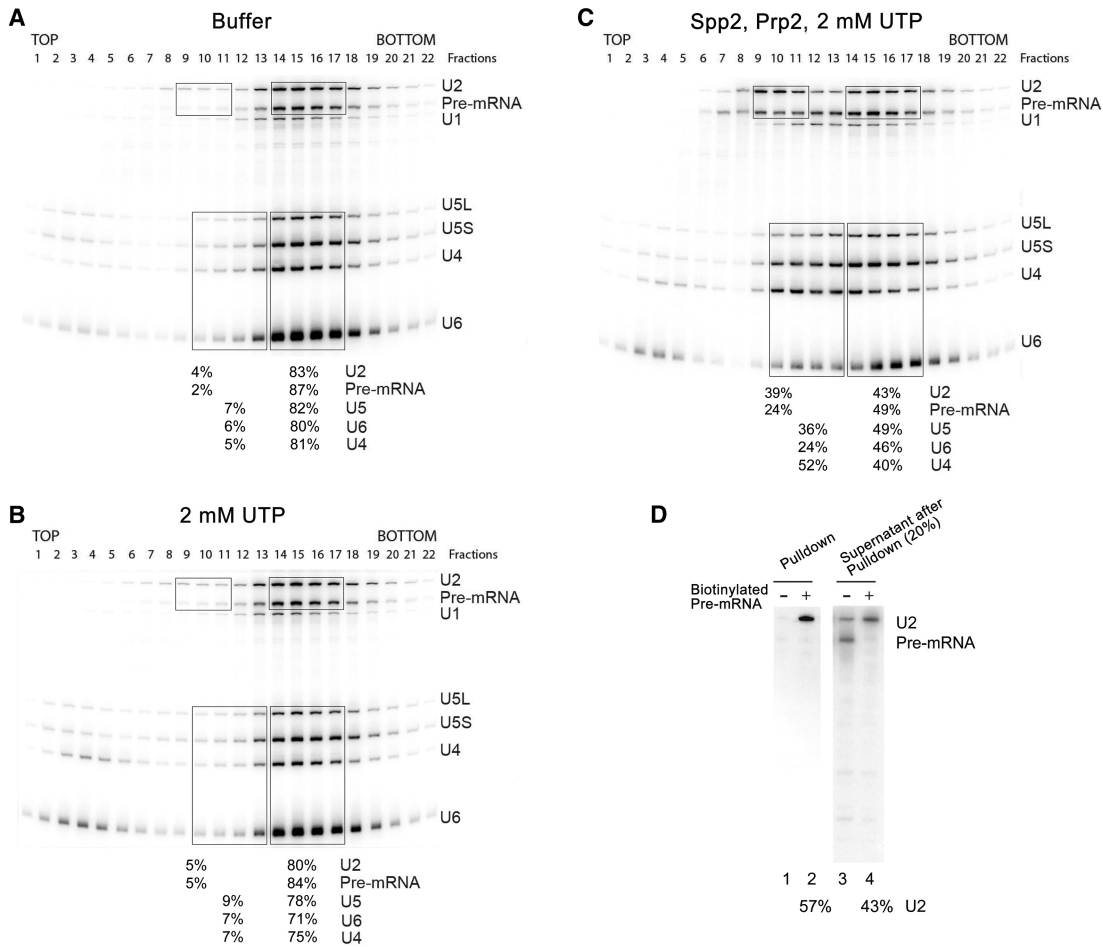 A
Buffer
TOP
BOTTOM
1 2 3 4 5 6 7 8 9 10 11 12 13 14 15 16 17 18 19 20 21 22 Fractions
U2
Pre-mRNA
U1
U5L
U5S
U4
U6
4% 83% U2
2% 87% Pre-mRNA
7% 82% U5
6% 80% U6
5% 81% U4
B
2 mM UTP
TOP
BOTTOM
1 2 3 4 5 6 7 8 9 10 11 12 13 14 15 16 17 18 19 20 21 22 Fractions
U2
Pre-mRNA
U1
U5L
U5S
U4
U6
5% 80% U2
5% 84% Pre-mRNA
9% 78% U5
7% 71% U6
7% 75% U4
C
Spp2, Prp2, 2 mM UTP
TOP
BOTTOM
Fractions
1 2 3 4 5 6 7 8 9 10 11 12 13 14 15 16 17 18 19 20 21 22
U2
Pre-mRNA
U1
U5L
U5S
U4
U6
39% 43% U2
24% 49% Pre-mRNA
36% 49% U5
24% 46% U6
52% 40% U4
D
Pulldown
Supernatant after
Pulldown (20%)
Biotinylated
Pre-mRNA
− + − +
U2
Pre-mRNA
1 2 3 4
57% 43% U2